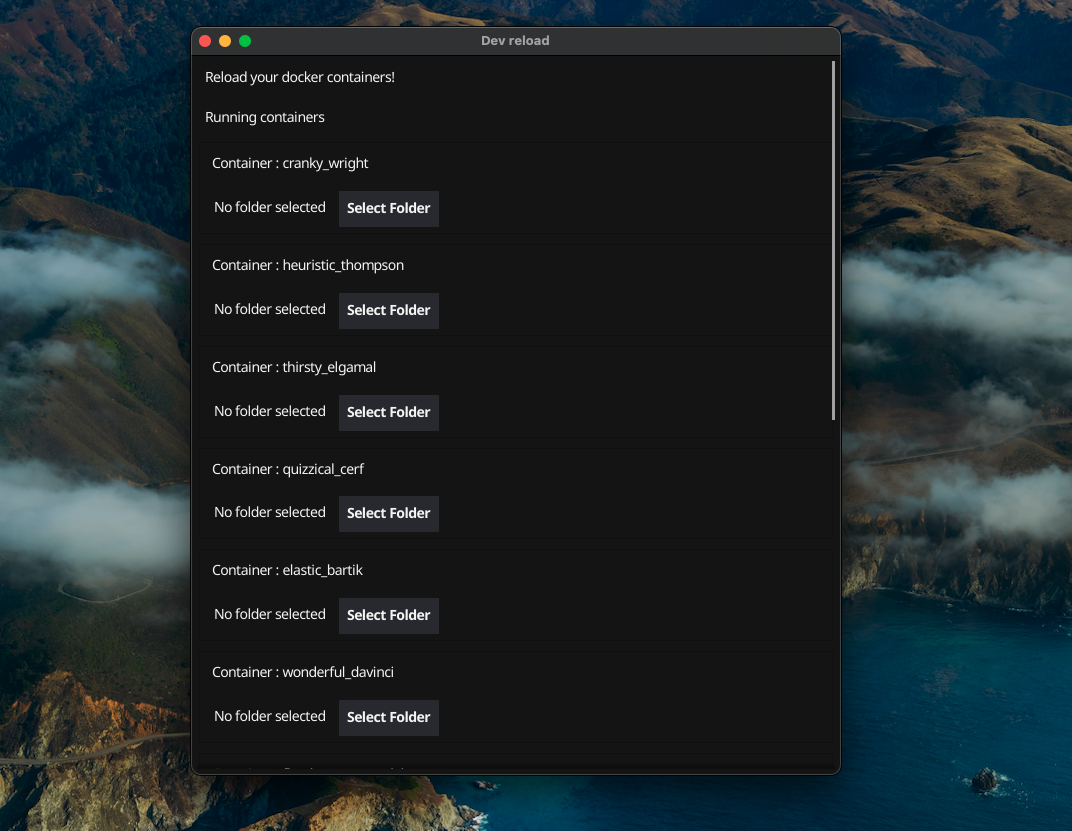 Dev reload
Reload your docker containers!
Running containers
Container : cranky_wright
No folder selected Select Folder
Container : heuristic_thompson
No folder selected Select Folder
Container : thirsty_elgamal
No folder selected Select Folder
Container : quizzical_cerf
No folder selected Select Folder
Container : elastic_bartik
No folder selected Select Folder
Container : wonderful_davinci
No folder selected Select Folder